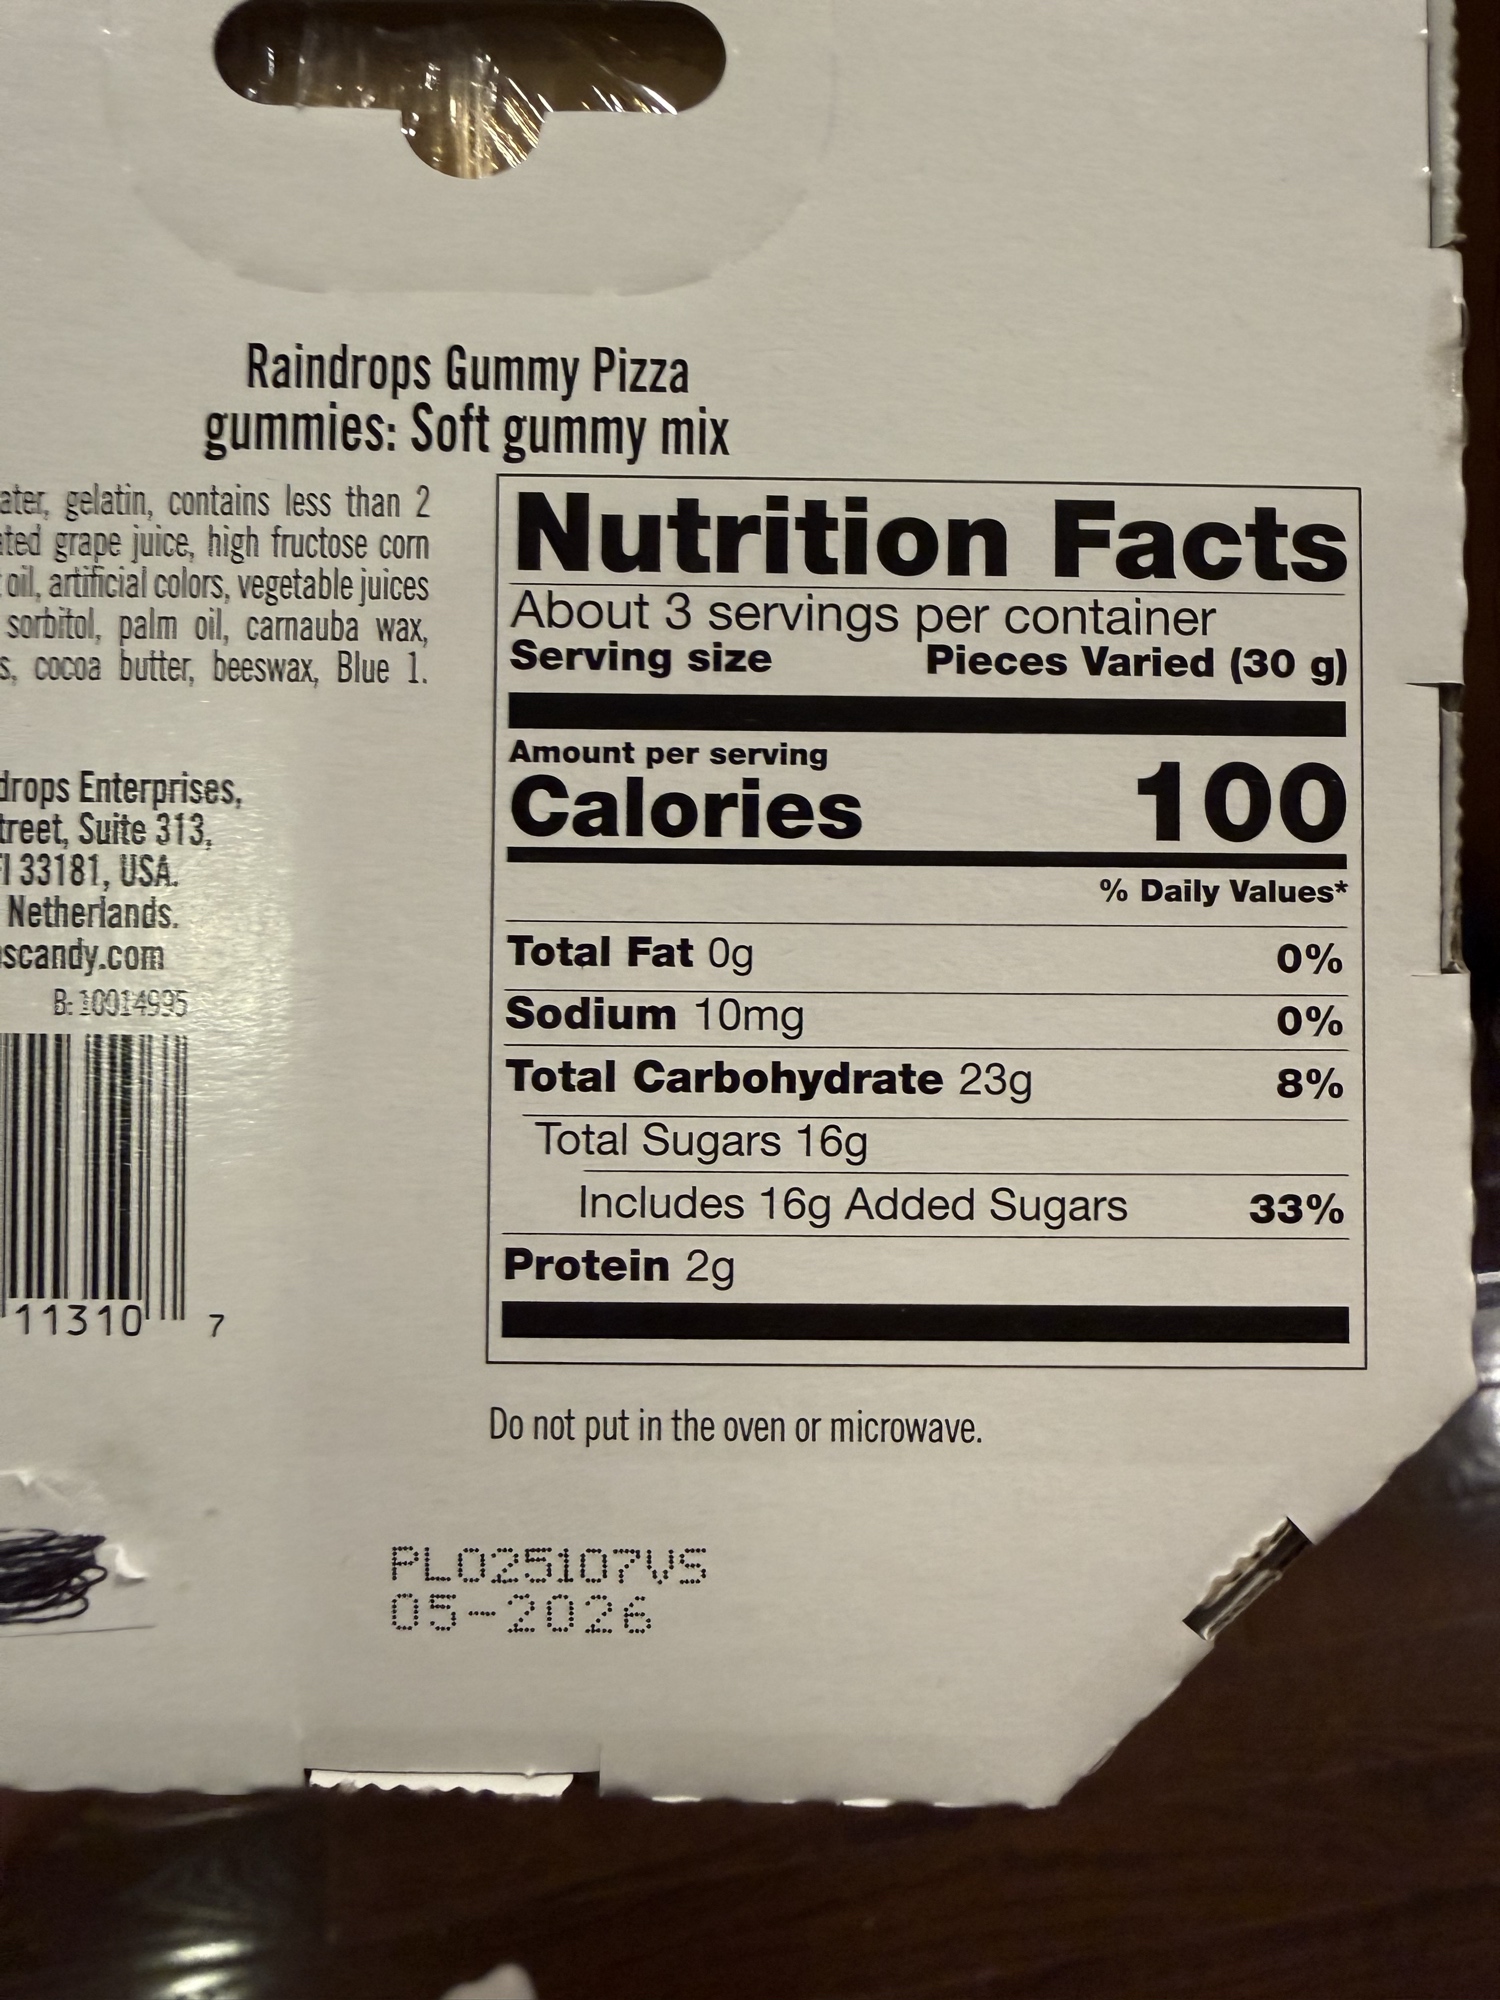 Raindrops Gummy Pizza
gummies: Soft gummy mix
gelatin, contains less than 2
grape juice, high fructose corn
oil, artificial colors, vegetable juices
sorbitol, palm oil, carnauba wax,
cocoa butter, beeswax, Blue 1.
Enterprises,
Suite 313,
33181, USA.
Netherlands.
scandy.com
B: 10014995
11310 7
Nutrition Facts
About 3 servings per container
Serving size Pieces Varied (30 g)
Amount per serving
Calories 100
% Daily Values*
Total Fat 0g 0%
Sodium 10mg 0%
Total Carbohydrate 23g 8%
Total Sugars 16g
Includes 16g Added Sugars 33%
Protein 2g
Do not put in the oven or microwave.
PL025107VS
05-2026